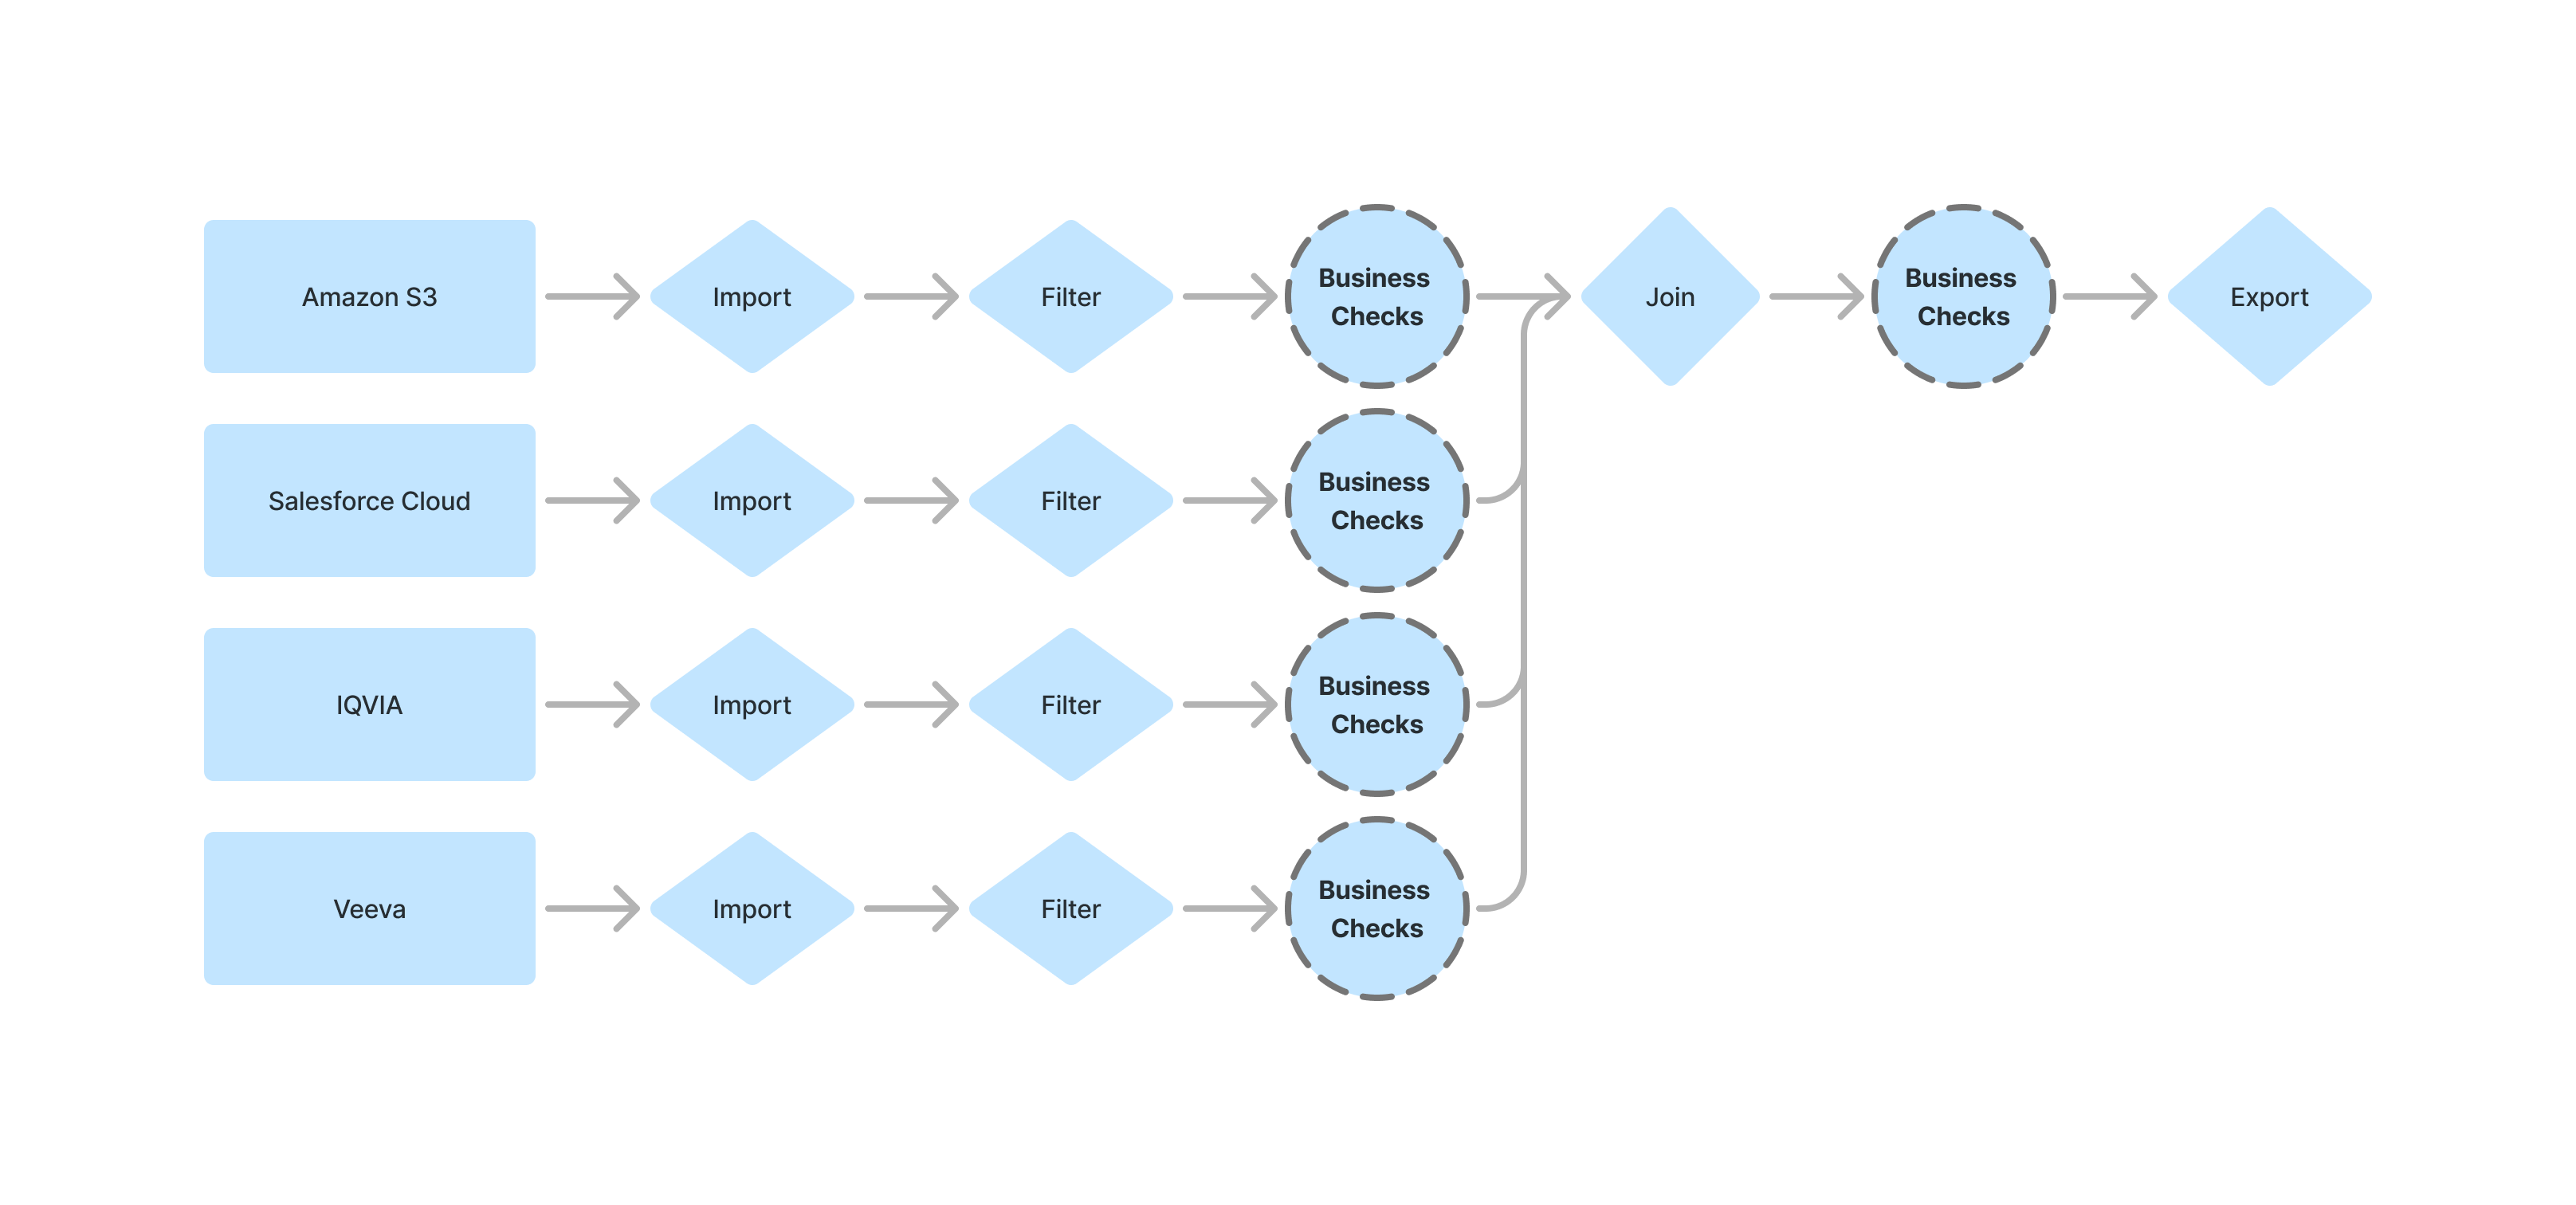 Amazon S3
Import
Filter
Business
Checks
Join
Business
Checks
Export
Salesforce Cloud
Import
Filter
Business
Checks
IQVIA
Import
Filter
Business
Checks
Veeva
Import
Filter
Business
Checks